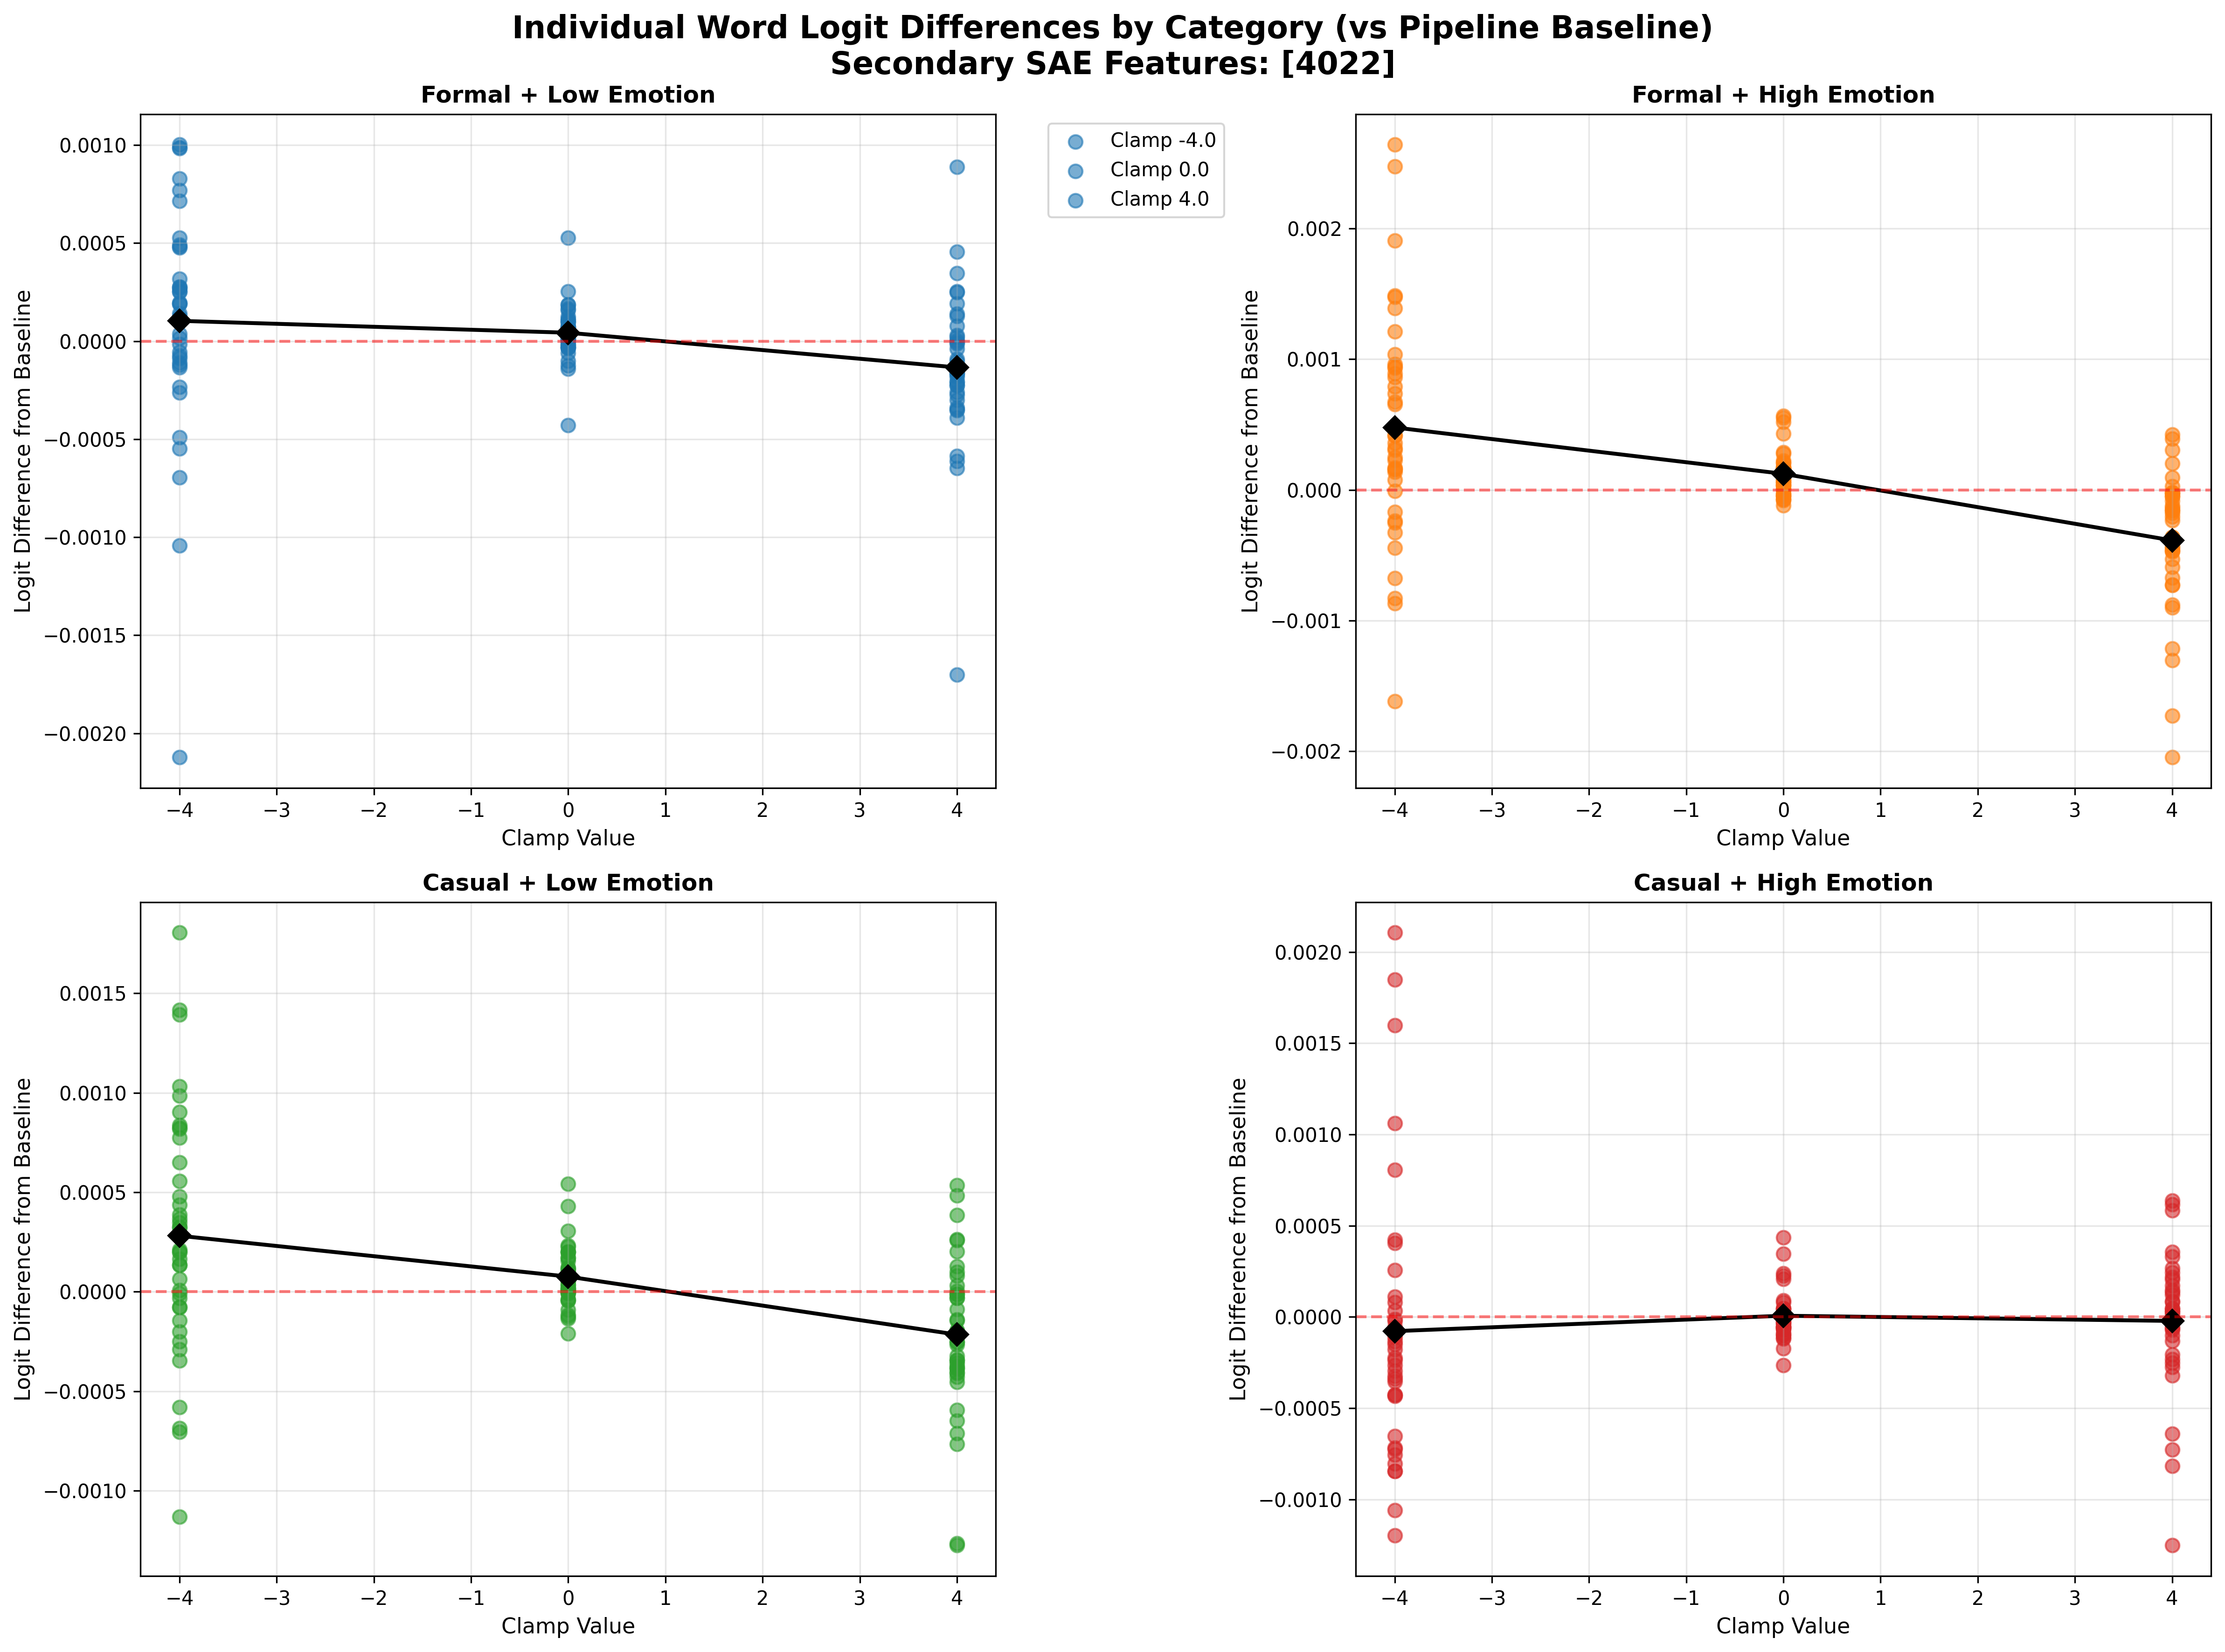 Individual Word Logit Differences by Category (vs Pipeline Baseline)
Secondary SAE Features: [4022]
Formal + Low Emotion
Logit Difference from Baseline
0.0010
0.0005
0.0000
−0.0005
−0.0010
−0.0015
−0.0020
−4 −3 −2 −1 0 1 2 3 4
Clamp Value
Clamp -4.0
Clamp 0.0
Clamp 4.0
Formal + High Emotion
Logit Difference from Baseline
0.002
0.001
0.000
−0.001
−0.002
−4 −3 −2 −1 0 1 2 3 4
Clamp Value
Casual + Low Emotion
Logit Difference from Baseline
0.0015
0.0010
0.0005
0.0000
−0.0005
−0.0010
−4 −3 −2 −1 0 1 2 3 4
Clamp Value
Casual + High Emotion
Logit Difference from Baseline
0.0020
0.0015
0.0010
0.0005
0.0000
−0.0005
−0.0010
−4 −3 −2 −1 0 1 2 3 4
Clamp Value